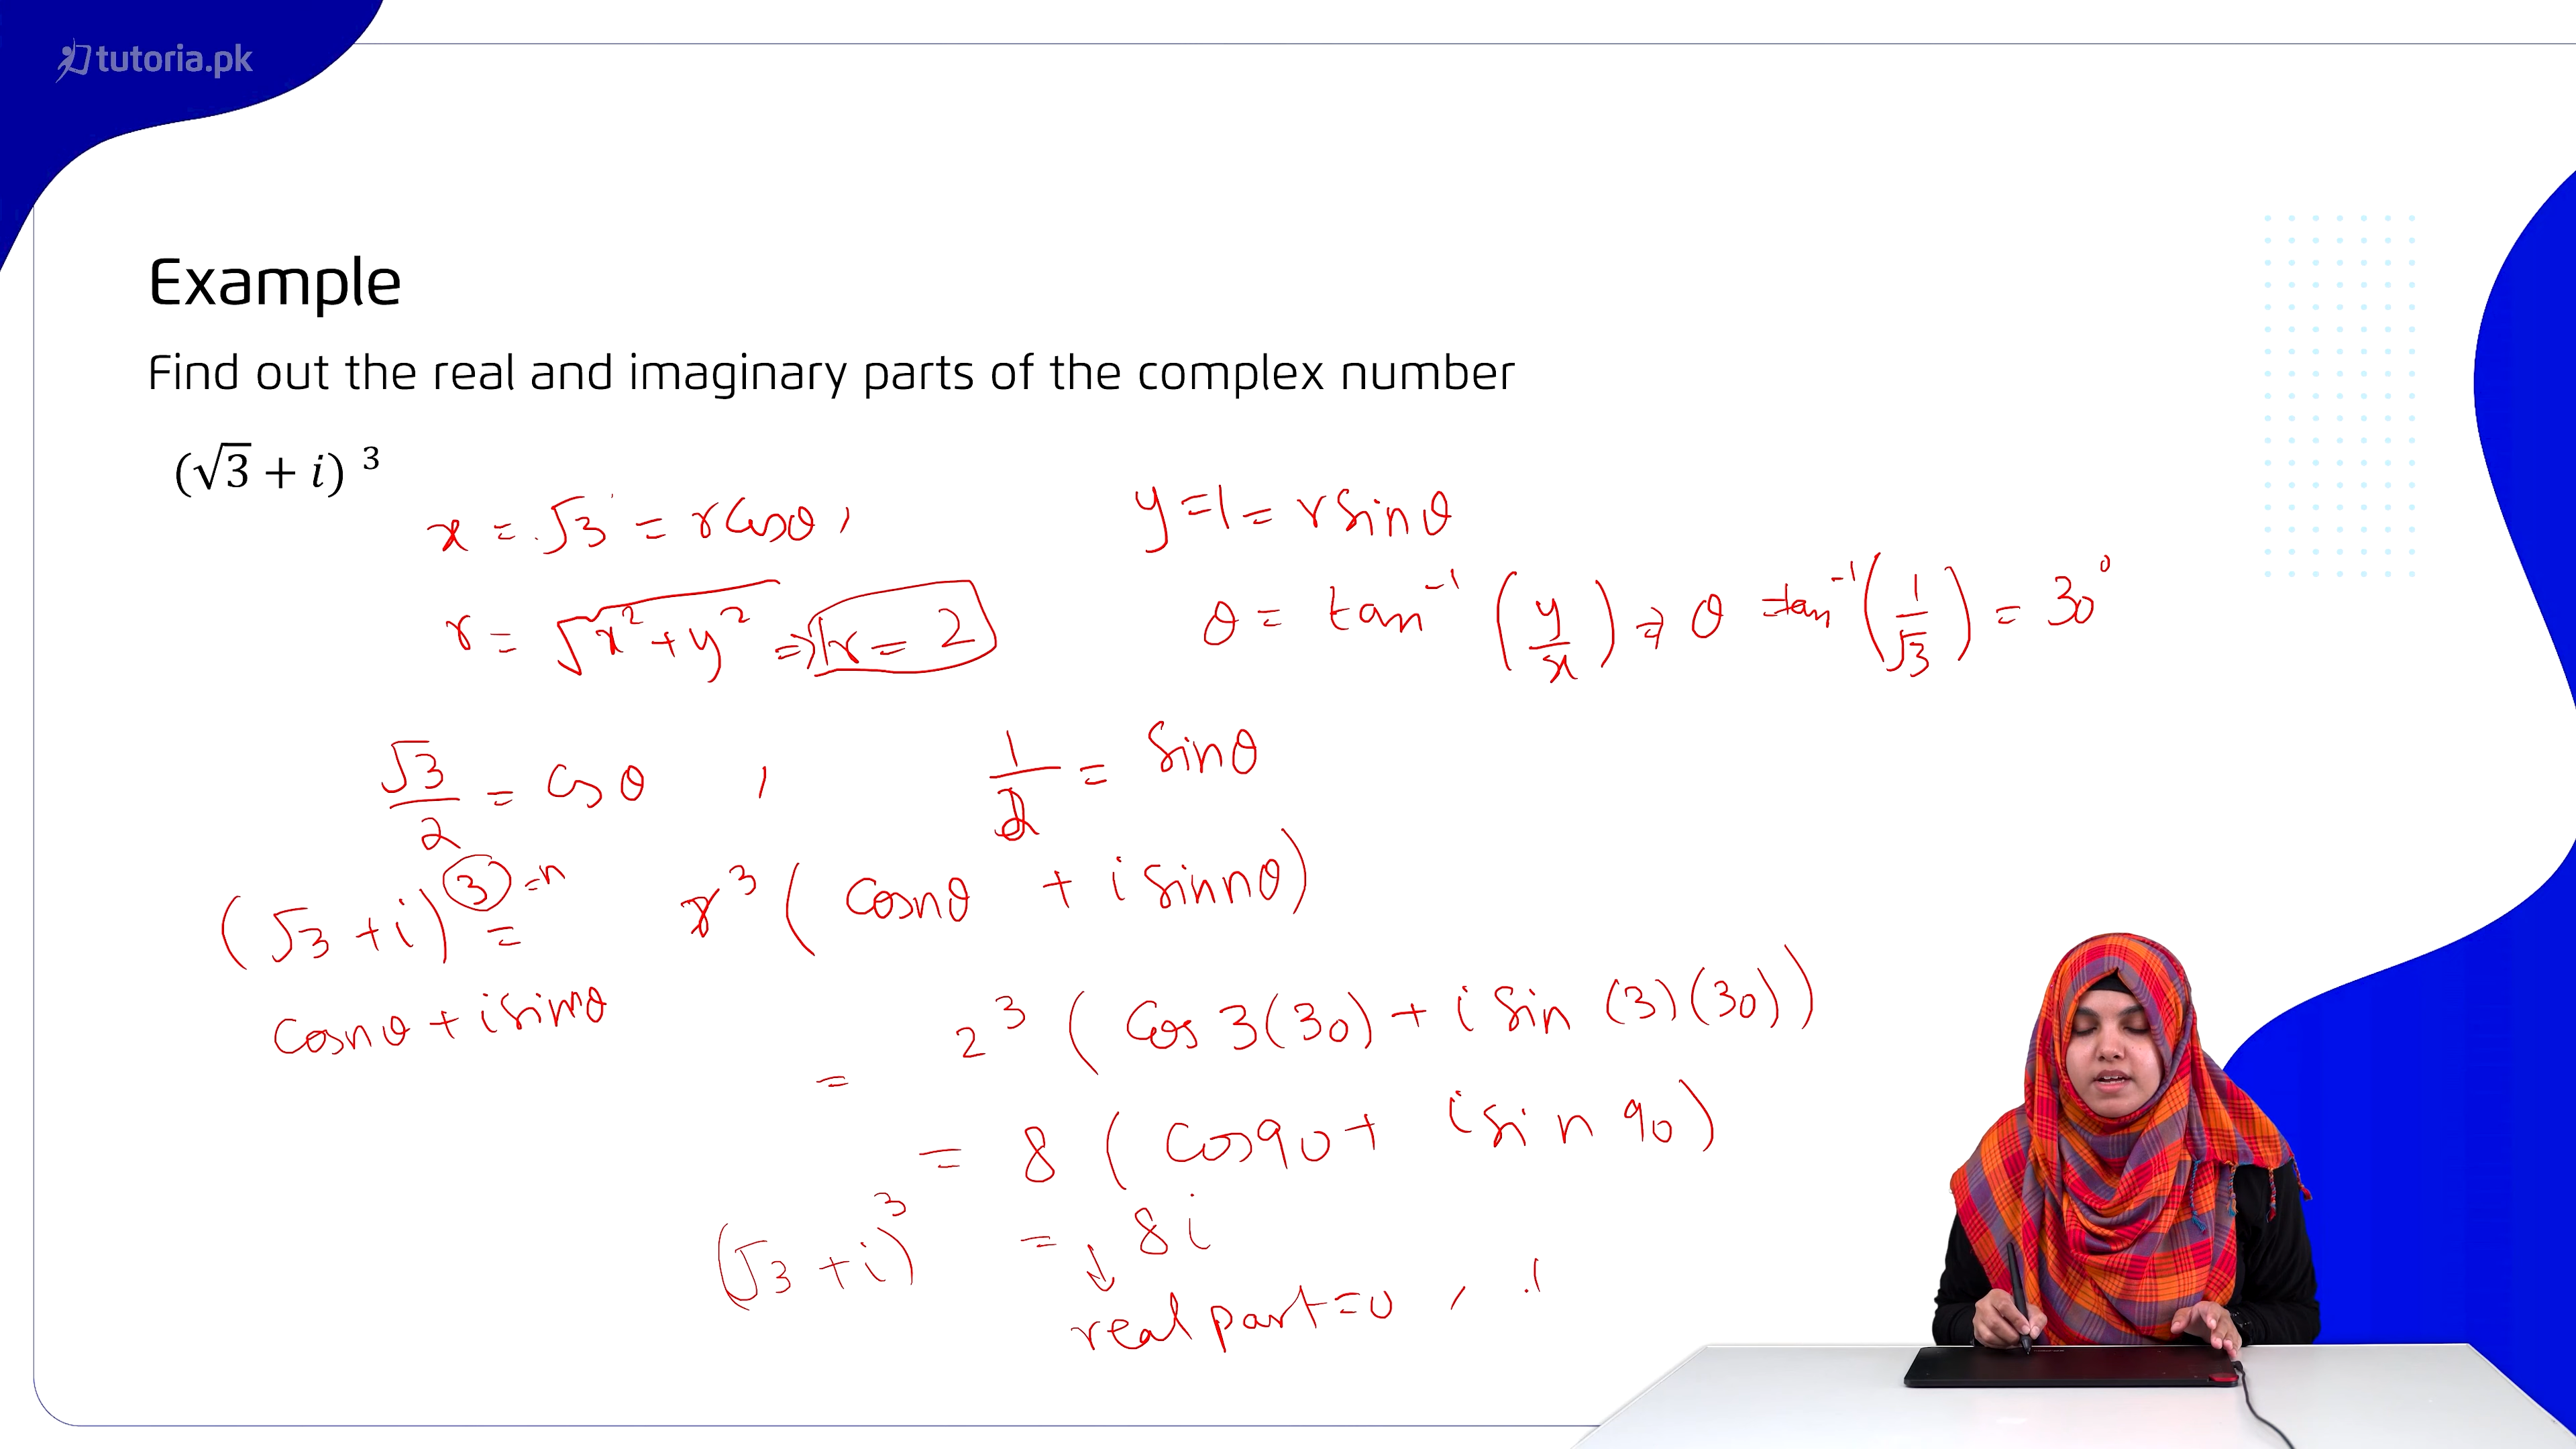 tutoria.pk
Example
Find out the real and imaginary parts of the complex number
(√3 + i) ³
x = √3 = r cosθ , y = 1 = r sinθ
r = √x²+y² ⇒ r = 2 θ = tan⁻¹ (y/x) ⇒ θ = tan⁻¹ (1/√3) = 30°
√3/2 = cosθ , 1/2 = sinθ
(√3 + i)³ = r³ ( cosnθ + i sinnθ) 3 = n
cosnθ + i sinnθ
= 2³ ( cos 3(30) + i sin (3)(30))
= 8 ( cos90 + i sin 90)
(√3 + i)³ = 8i
↓ real part = 0 , i